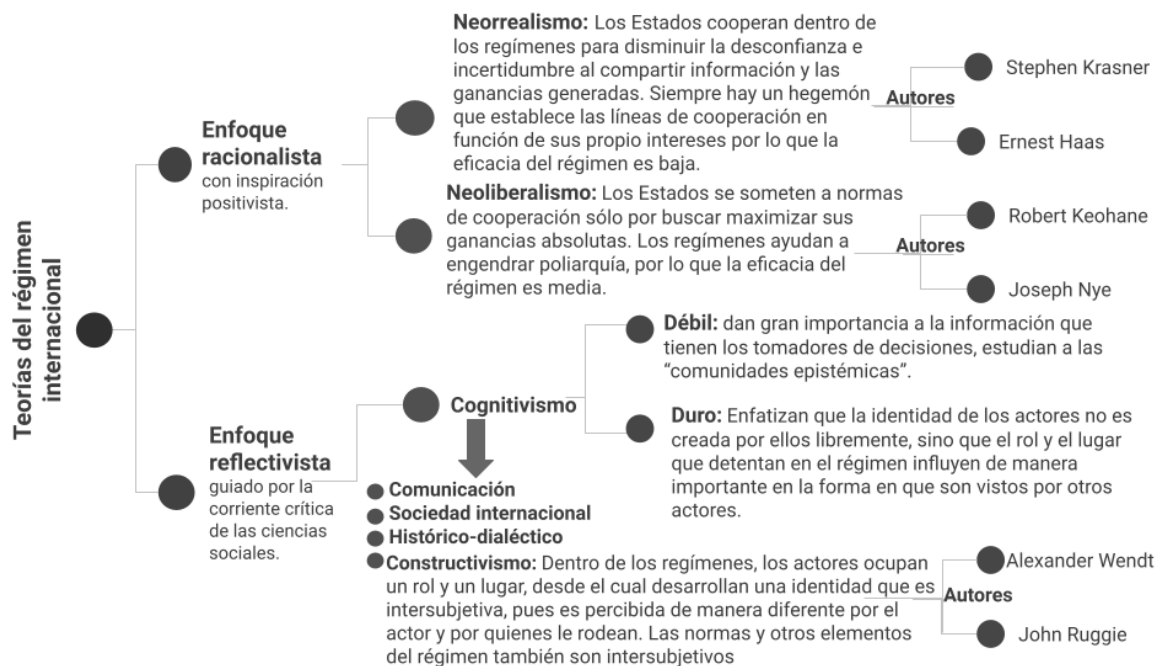 Teorías del régimen
internacional
Enfoque
racionalista
con inspiración
positivista.
Neorrealismo: Los Estados cooperan dentro de
los regímenes para disminuir la desconfianza e
incertidumbre al compartir información y las
ganancias generadas. Siempre hay un hegemón
que establece las líneas de cooperación en
función de sus propio intereses por lo que la
eficacia del régimen es baja.
Autores
Stephen Krasner
Ernest Haas
Neoliberalismo: Los Estados se someten a normas
de cooperación sólo por buscar maximizar sus
ganancias absolutas. Los regímenes ayudan a
engendrar poliarquía, por lo que la eficacia del
régimen es media.
Autores
Robert Keohane
Joseph Nye
Enfoque
reflectivista
guiado por la
corriente crítica
de las ciencias
sociales.
Cognitivismo
Débil: dan gran importancia a la información que
tienen los tomadores de decisiones, estudian a las
“comunidades epistémicas”.
Duro: Enfatizan que la identidad de los actores no es
creada por ellos libremente, sino que el rol y el lugar
que detentan en el régimen influyen de manera
importante en la forma en que son vistos por otros
actores.
Comunicación
Sociedad internacional
Histórico-dialéctico
Constructivismo: Dentro de los regímenes, los actores ocupan
un rol y un lugar, desde el cual desarrollan una identidad que es
intersubjetiva, pues es percibida de manera diferente por el
actor y por quienes le rodean. Las normas y otros elementos
del régimen también son intersubjetivos
Autores
Alexander Wendt
John Ruggie